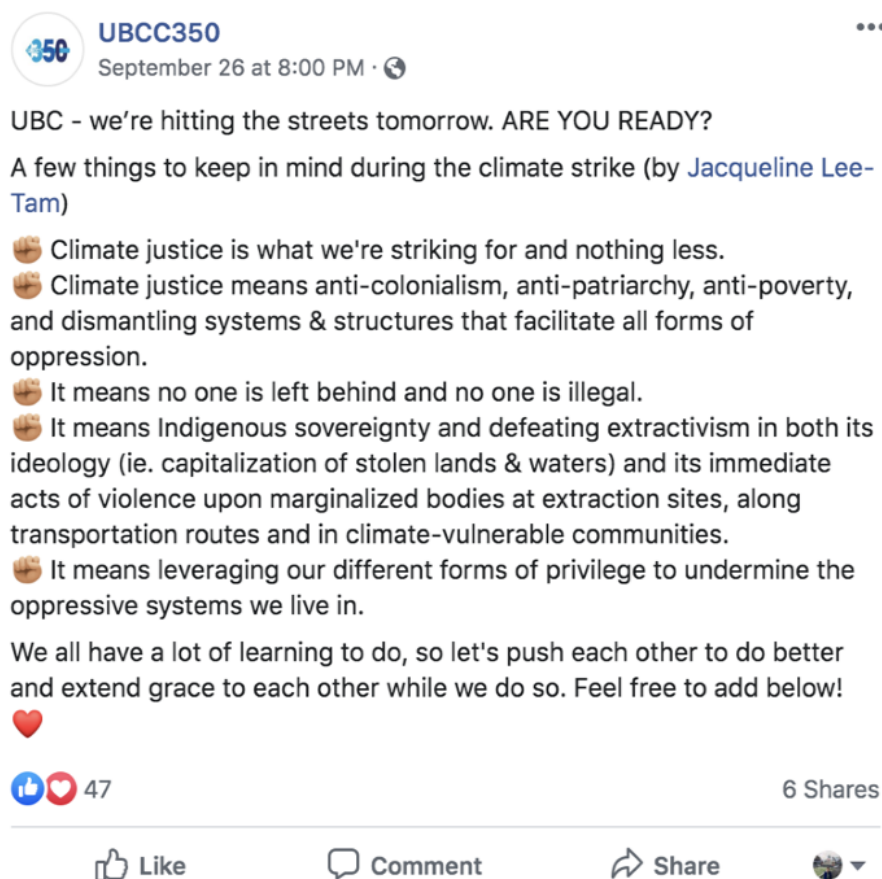 350
UBCC350
September 26 at 8:00 PM ·
UBC - we're hitting the streets tomorrow. ARE YOU READY?
A few things to keep in mind during the climate strike (by Jacqueline Lee-
Tam)
✊🏽 Climate justice is what we're striking for and nothing less.
✊🏽 Climate justice means anti-colonialism, anti-patriarchy, anti-poverty,
and dismantling systems & structures that facilitate all forms of
oppression.
✊🏽 It means no one is left behind and no one is illegal.
✊🏽 It means Indigenous sovereignty and defeating extractivism in both its
ideology (ie. capitalization of stolen lands & waters) and its immediate
acts of violence upon marginalized bodies at extraction sites, along
transportation routes and in climate-vulnerable communities.
✊🏽 It means leveraging our different forms of privilege to undermine the
oppressive systems we live in.
We all have a lot of learning to do, so let's push each other to do better
and extend grace to each other while we do so. Feel free to add below!
❤️
47 6 Shares
Like Comment Share